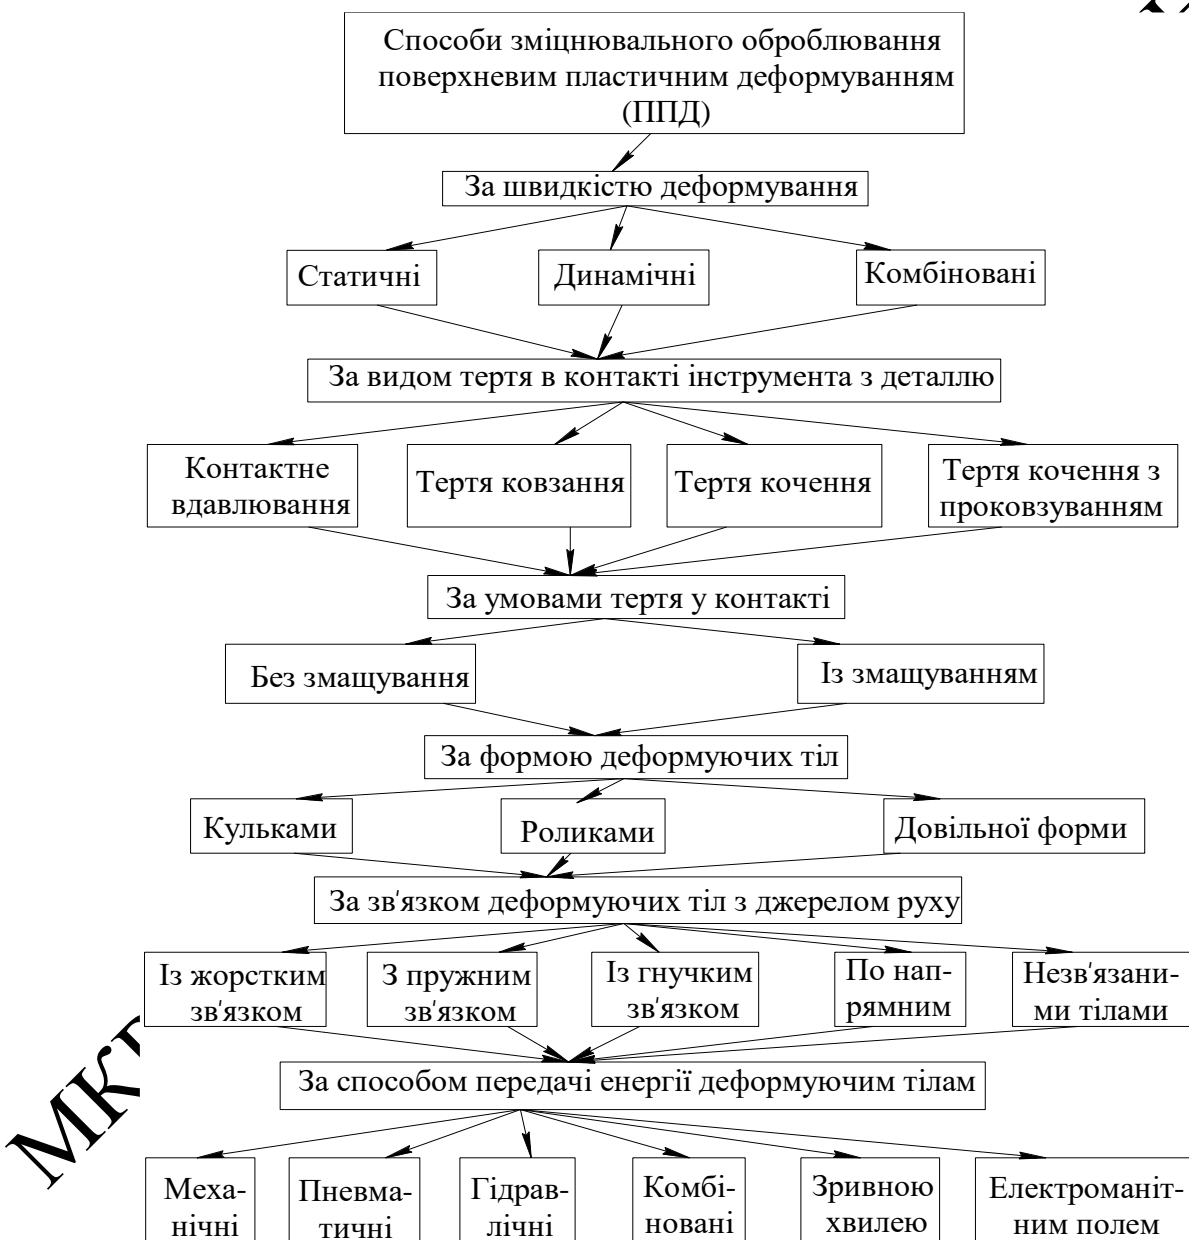 Способи зміцнювального оброблювання
поверхневим пластичним деформуванням
(ППД)
За швидкістю деформування
Статичні
Динамічні
Комбіновані
За видом тертя в контакті інструмента з деталлю
Контактне
вдавлювання
Тертя ковзання
Тертя кочення
Тертя кочення з
проковзуванням
За умовами тертя у контакті
Без змащування
Із змащуванням
За формою деформуючих тіл
Кульками
Роликами
Довільної форми
За зв'язком деформуючих тіл з джерелом руху
Із жорстким
зв'язком
З пружним
зв'язком
Із гнучким
зв'язком
По нап-
рямним
Незв'язани-
ми тілами
За способом передачі енергії деформуючим тілам
Меха-
нічні
Пневма-
тичні
Гідрав-
лічні
Комбі-
новані
Зривною
хвилею
Електроманіт-
ним полем